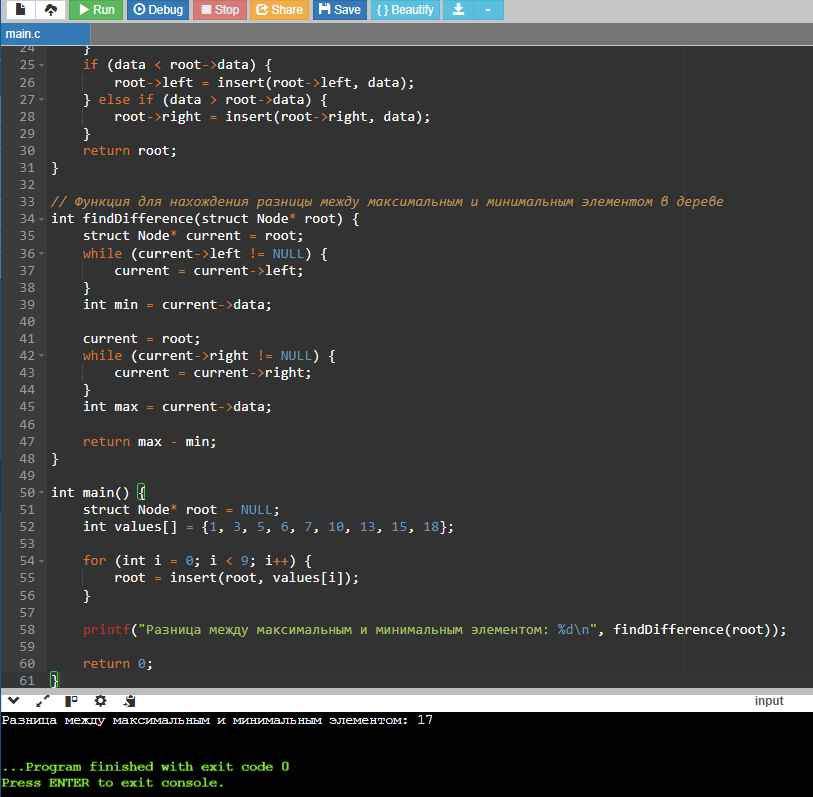 Run Debug Stop Share Save { } Beautify
main.c
24 }
25 if (data < root->data) {
26 root->left = insert(root->left, data);
27 } else if (data > root->data) {
28 root->right = insert(root->right, data);
29 }
30 return root;
31 }
32
33 // Функция для нахождения разницы между максимальным и минимальным элементом в дереве
34 int findDifference(struct Node* root) {
35 struct Node* current = root;
36 while (current->left != NULL) {
37 current = current->left;
38 }
39 int min = current->data;
40
41 current = root;
42 while (current->right != NULL) {
43 current = current->right;
44 }
45 int max = current->data;
46
47 return max - min;
48 }
49
50 int main() {
51 struct Node* root = NULL;
52 int values[] = {1, 3, 5, 6, 7, 10, 13, 15, 18};
53
54 for (int i = 0; i < 9; i++) {
55 root = insert(root, values[i]);
56 }
57
58 printf("Разница между максимальным и минимальным элементом: %d\n", findDifference(root));
59
60 return 0;
61 }
input
Разница между максимальным и минимальным элементом: 17
...Program finished with exit code 0
Press ENTER to exit console.